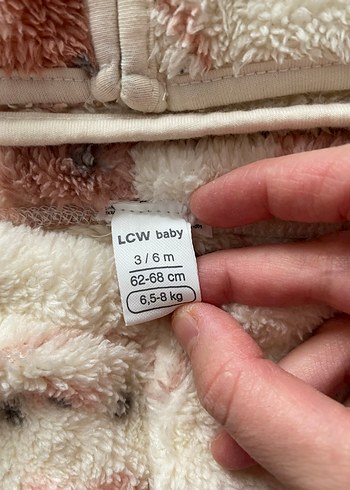 LCW baby
3 / 6 m
62-68 cm
6,5-8 kg